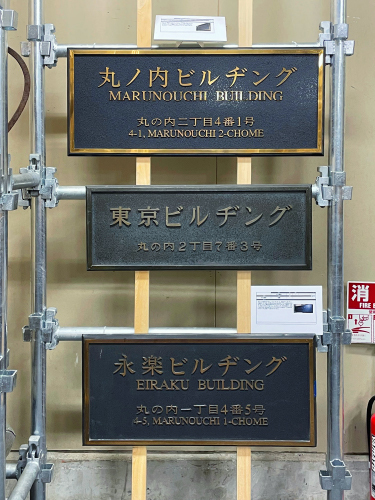 丸ノ内ビルヂング
MARUNOUCHI BUILDING
丸の内二丁目4番1号
4-1, MARUNOUCHI 2-CHOME
東京ビルヂング
丸の内2丁目7番3号
永楽ビルヂング
EIRAKU BUILDING
丸の内一丁目4番5号
4-5, MARUNOUCHI 1-CHOME
消
FIRE